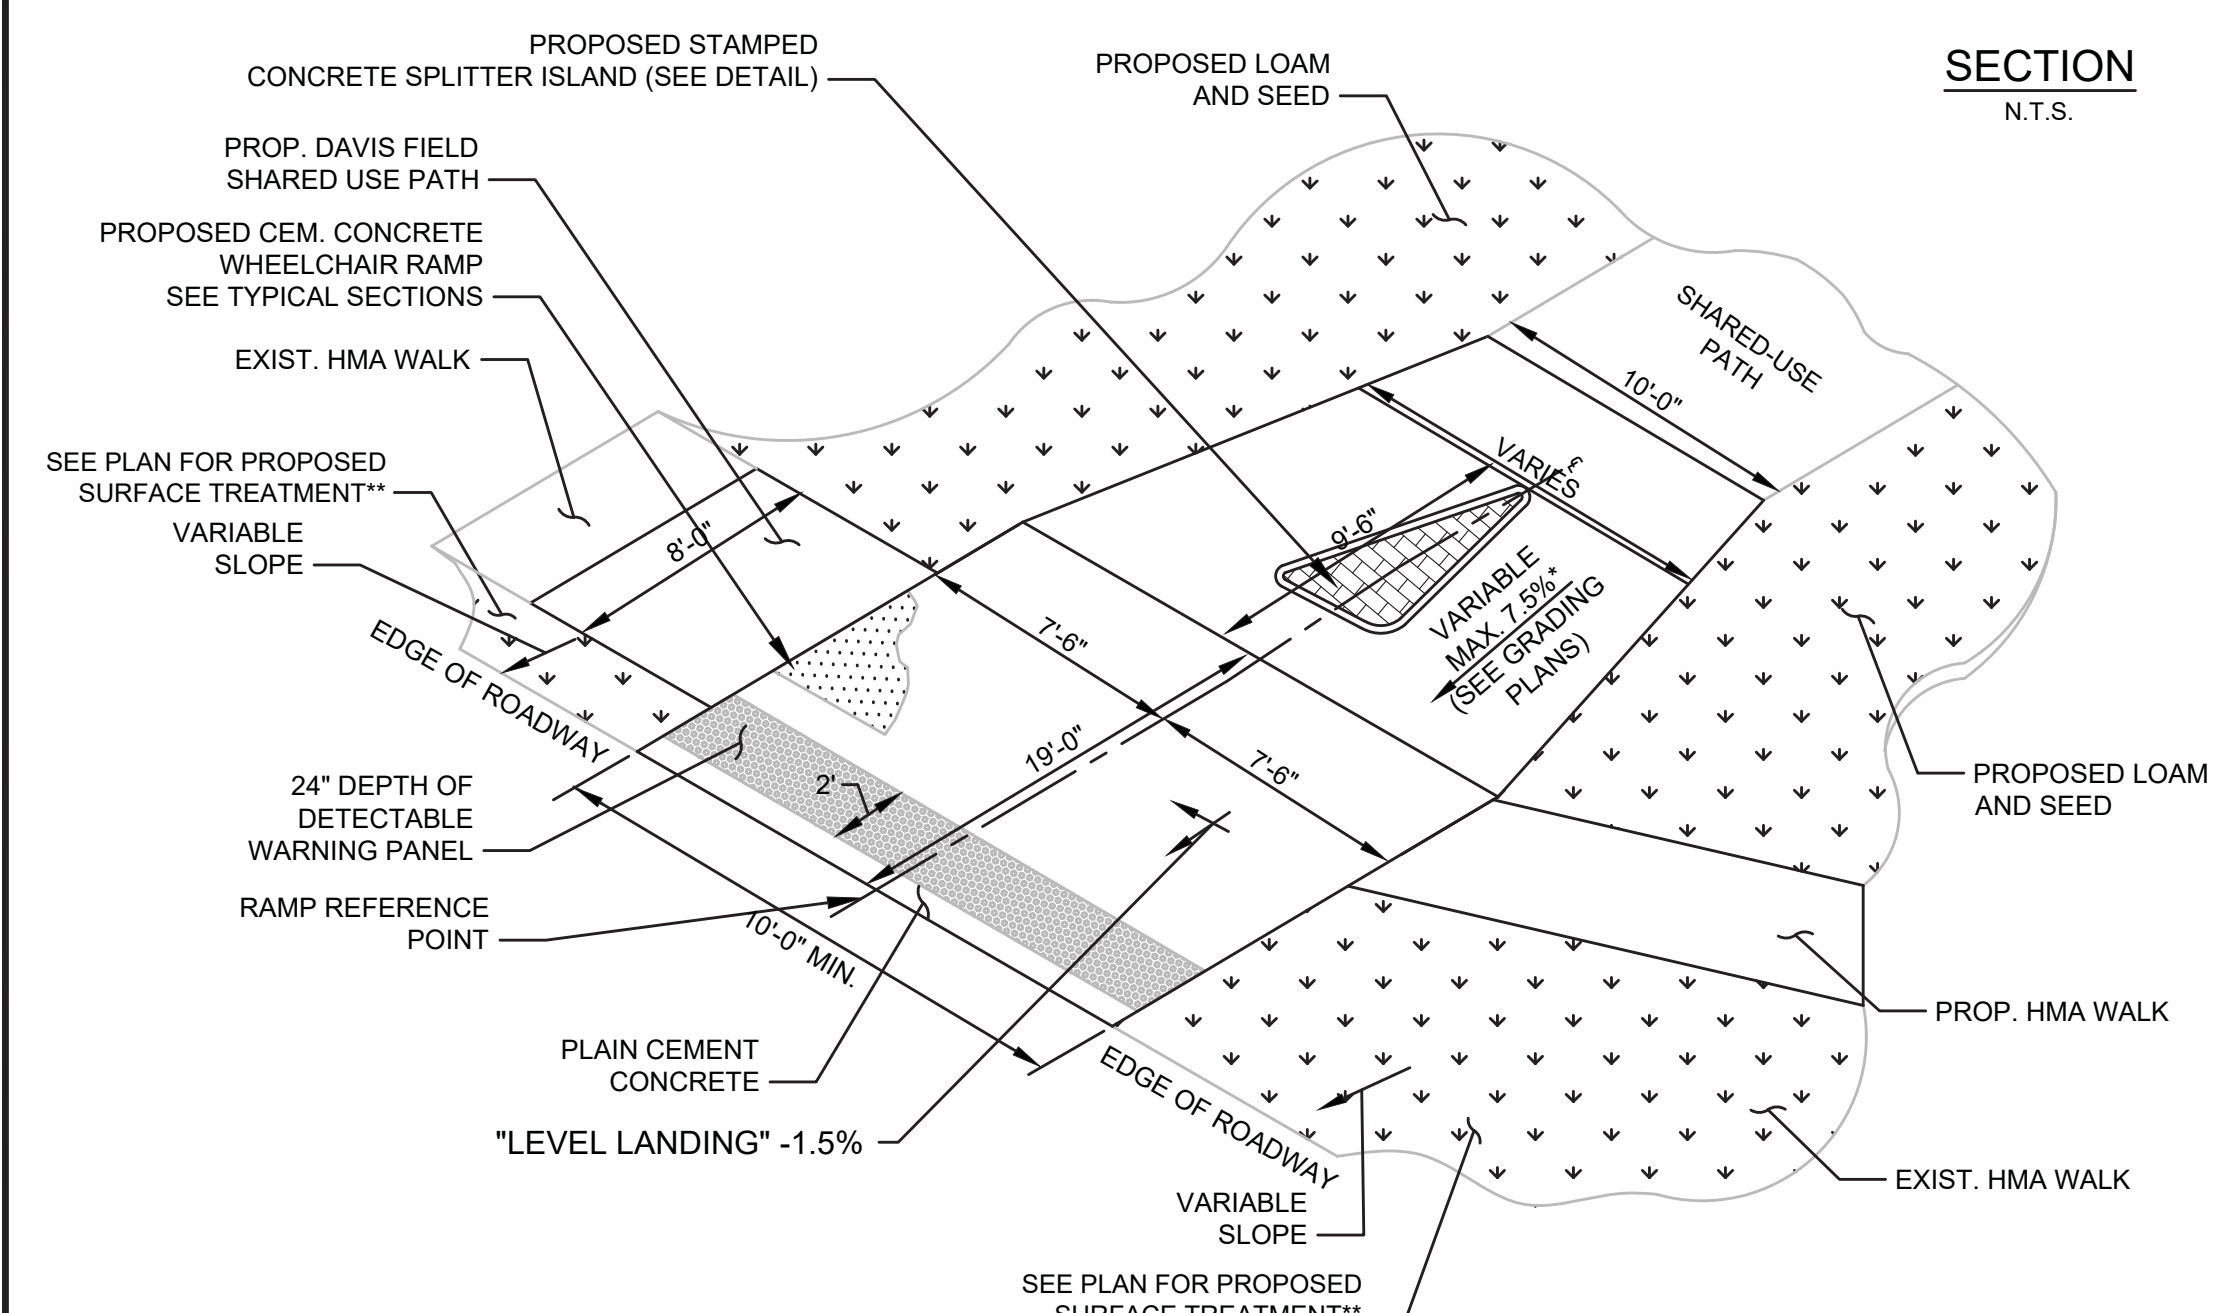 PROPOSED STAMPED
CONCRETE SPLITTER ISLAND (SEE DETAIL)
PROPOSED LOAM
AND SEED
SECTION
N.T.S.
PROP. DAVIS FIELD
SHARED USE PATH
PROPOSED CEM. CONCRETE
WHEELCHAIR RAMP
SEE TYPICAL SECTIONS
EXIST. HMA WALK
SEE PLAN FOR PROPOSED
SURFACE TREATMENT**
VARIABLE
SLOPE
EDGE OF ROADWAY
8'-0"
SHARED-USE
PATH
10'-0"
VARIES
9'-6"
VARIABLE
MAX. 7.5%*
(SEE GRADING
PLANS)
7'-6"
19'-0"
7'-6"
2'
24" DEPTH OF
DETECTABLE
WARNING PANEL
RAMP REFERENCE
POINT
10'-0" MIN.
PLAIN CEMENT
CONCRETE
"LEVEL LANDING" -1.5%
EDGE OF ROADWAY
PROPOSED LOAM
AND SEED
PROP. HMA WALK
EXIST. HMA WALK
VARIABLE
SLOPE
SEE PLAN FOR PROPOSED
SURFACE TREATMENT**